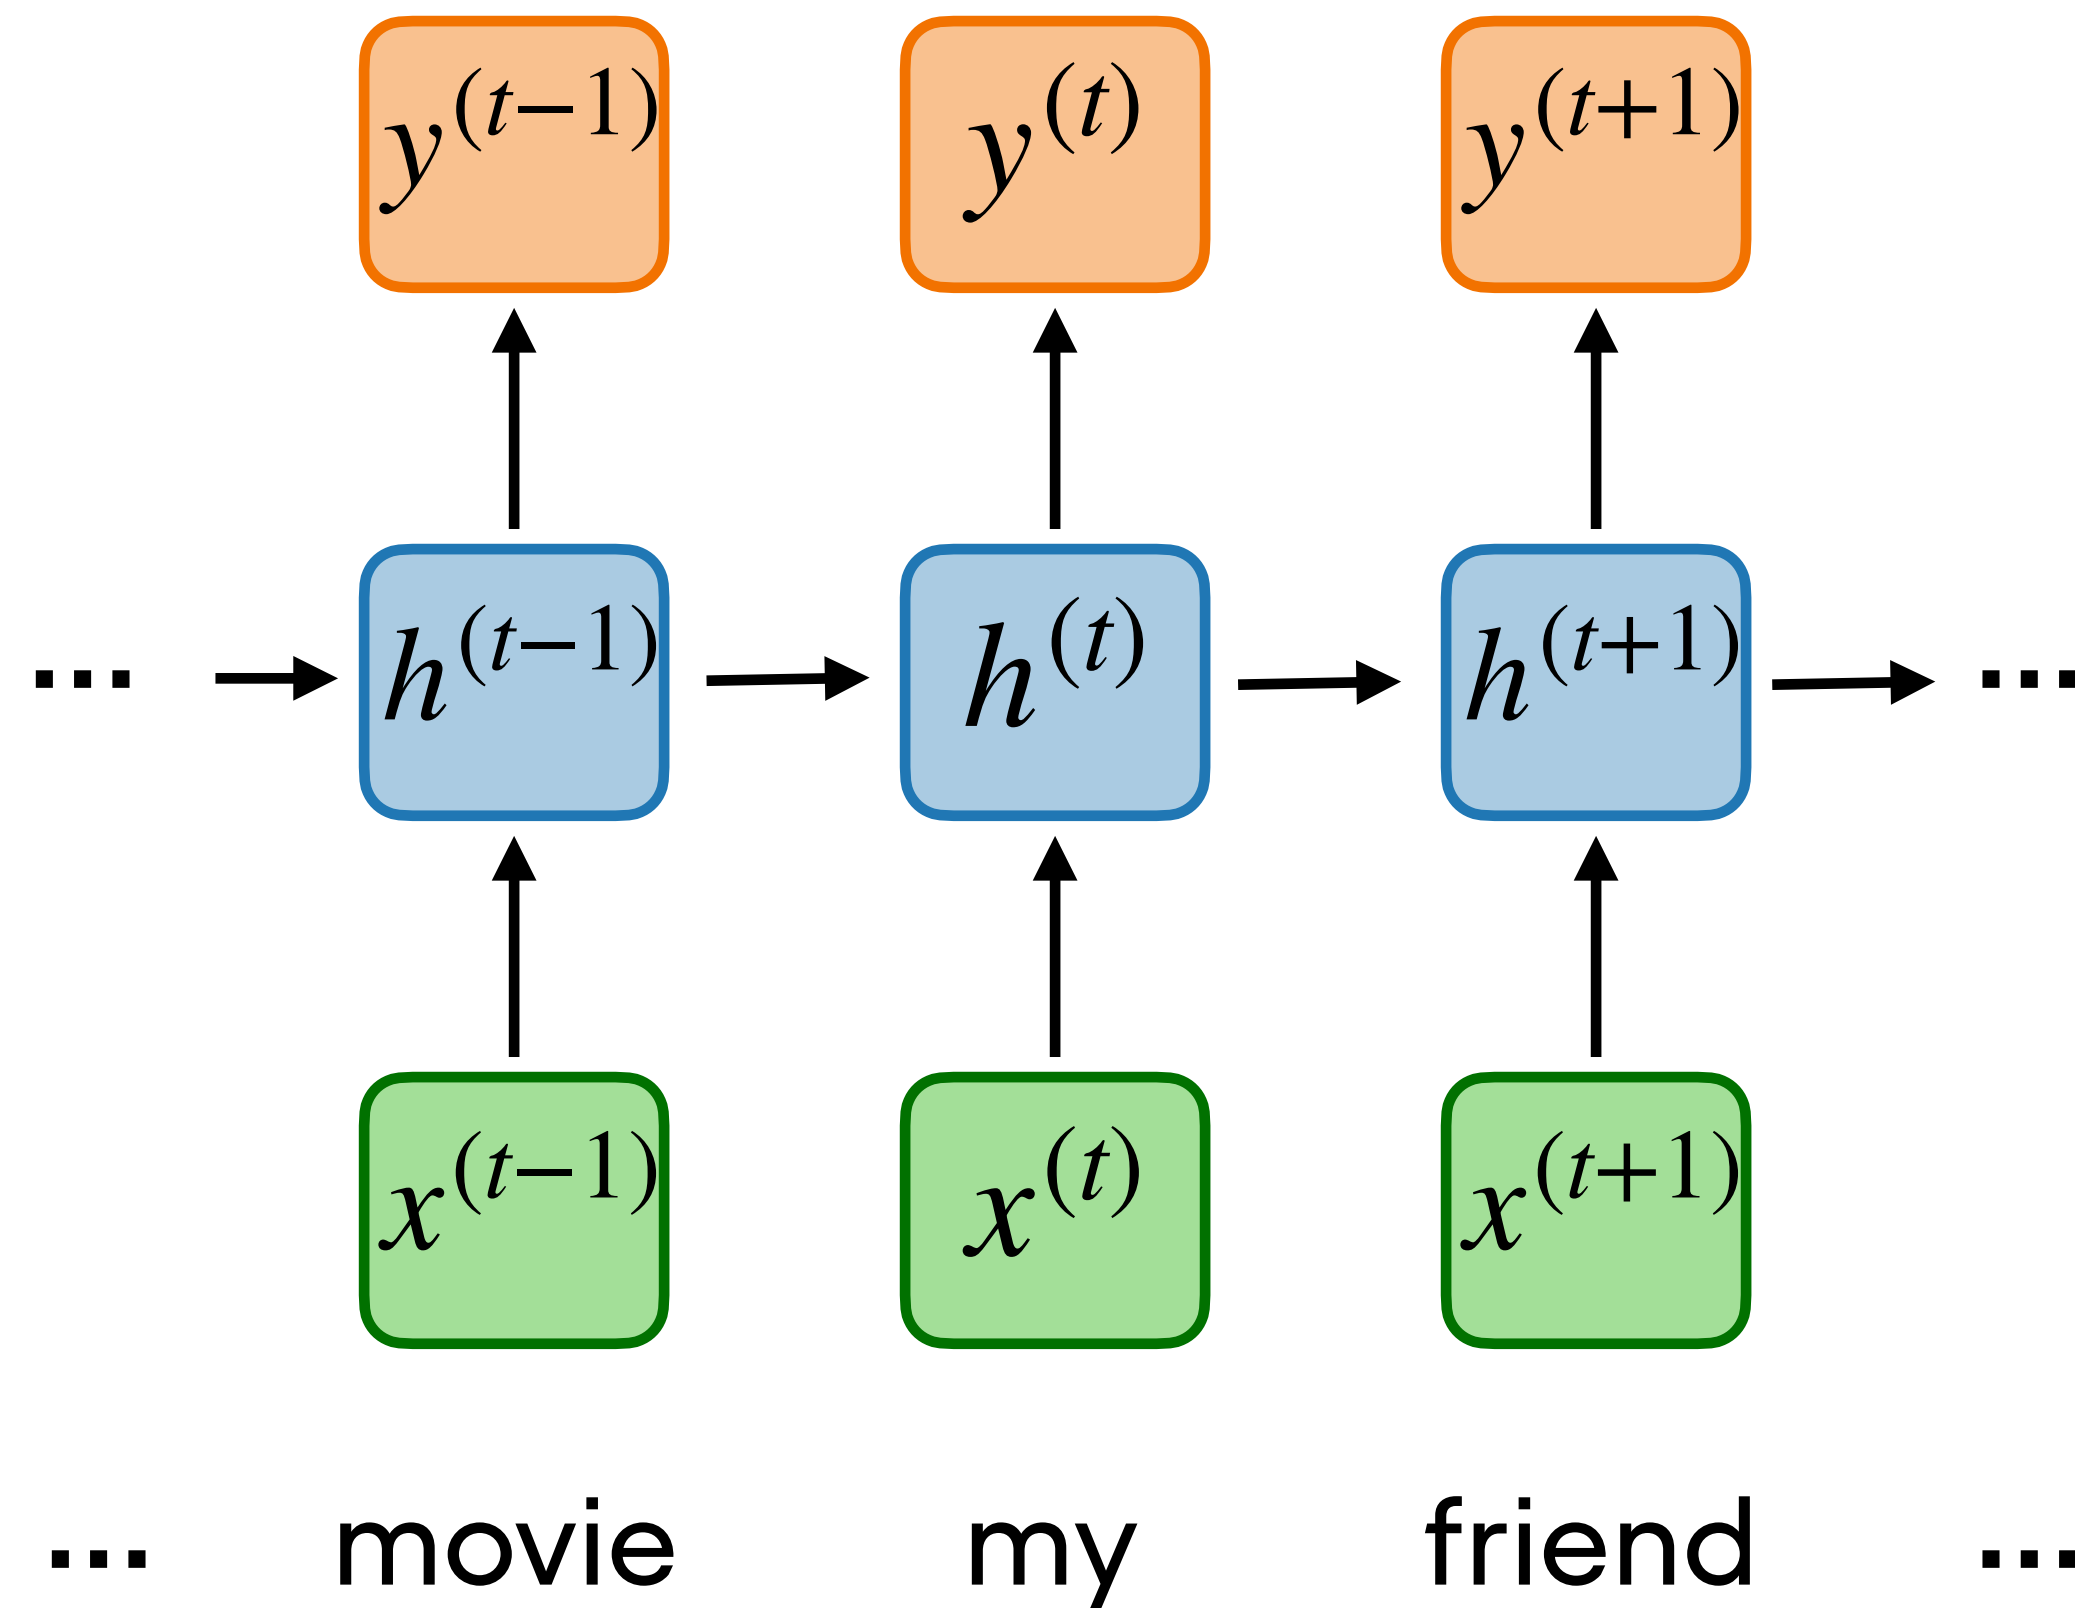 y^(t−1) y^(t) y^(t+1)
... h^(t−1) h^(t) h^(t+1) ...
x^(t−1) x^(t) x^(t+1)
... movie my friend ...